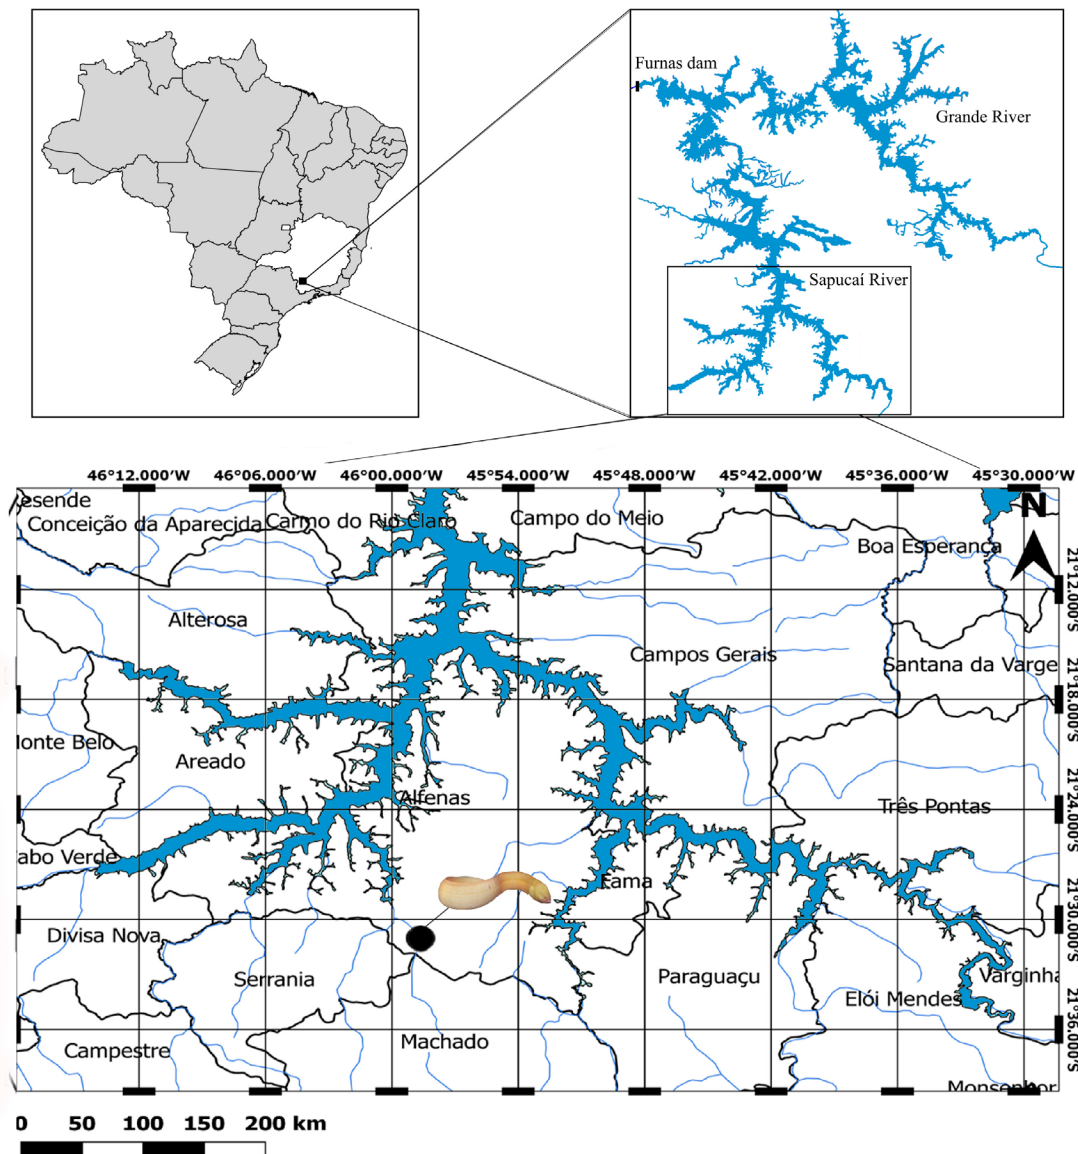 Furnas dam
Grande River
Sapucaí River
46°12.000'W 46°06.000'W 46°00.000'W 45°54.000'W 45°48.000'W 45°42.000'W 45°36.000'W 45°30.000'W
esende
Conceição da Aparecida
Carmo do Rio Claro
Campo do Meio
N
Boa Esperança
21°12.000'S
Alterosa
Campos Gerais
Santana da Varge
21°18.000'S
onte Belo
Areado
Alfenas
Três Pontas
21°24.000'S
abo Verde
Fama
21°30.000'S
Divisa Nova
Serrania
Paraguaçu
Varginha
Elói Mendes
21°36.000'S
Machado
Campestre
Monsenhor
0 50 100 150 200 km